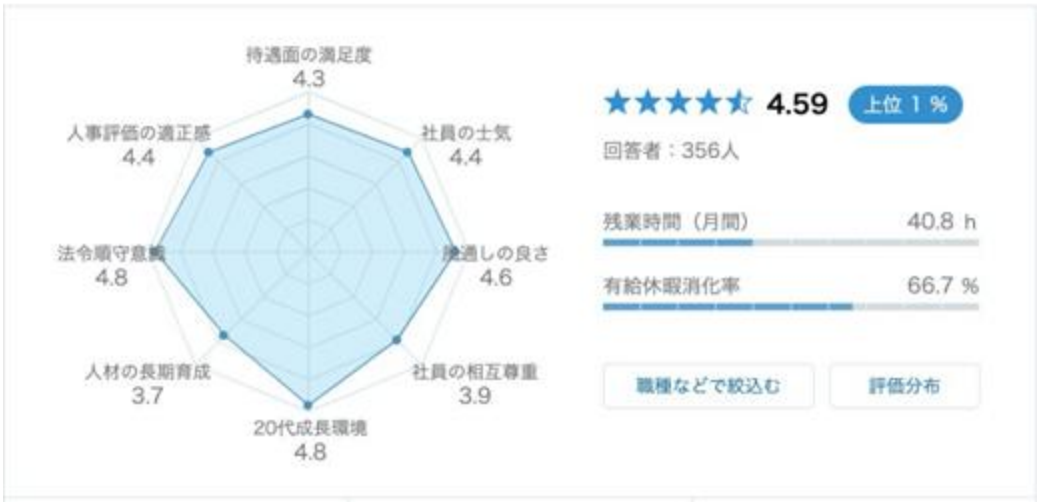 待遇面の満足度
4.3
社員の士気
4.4
風通しの良さ
4.6
社員の相互尊重
3.9
20代成長環境
4.8
人材の長期育成
3.7
法令順守意識
4.8
人事評価の適正感
4.4
4.59 上位 1 %
回答者：356人
残業時間（月間） 40.8 h
有給休暇消化率 66.7 %
職種などで絞込む 評価分布